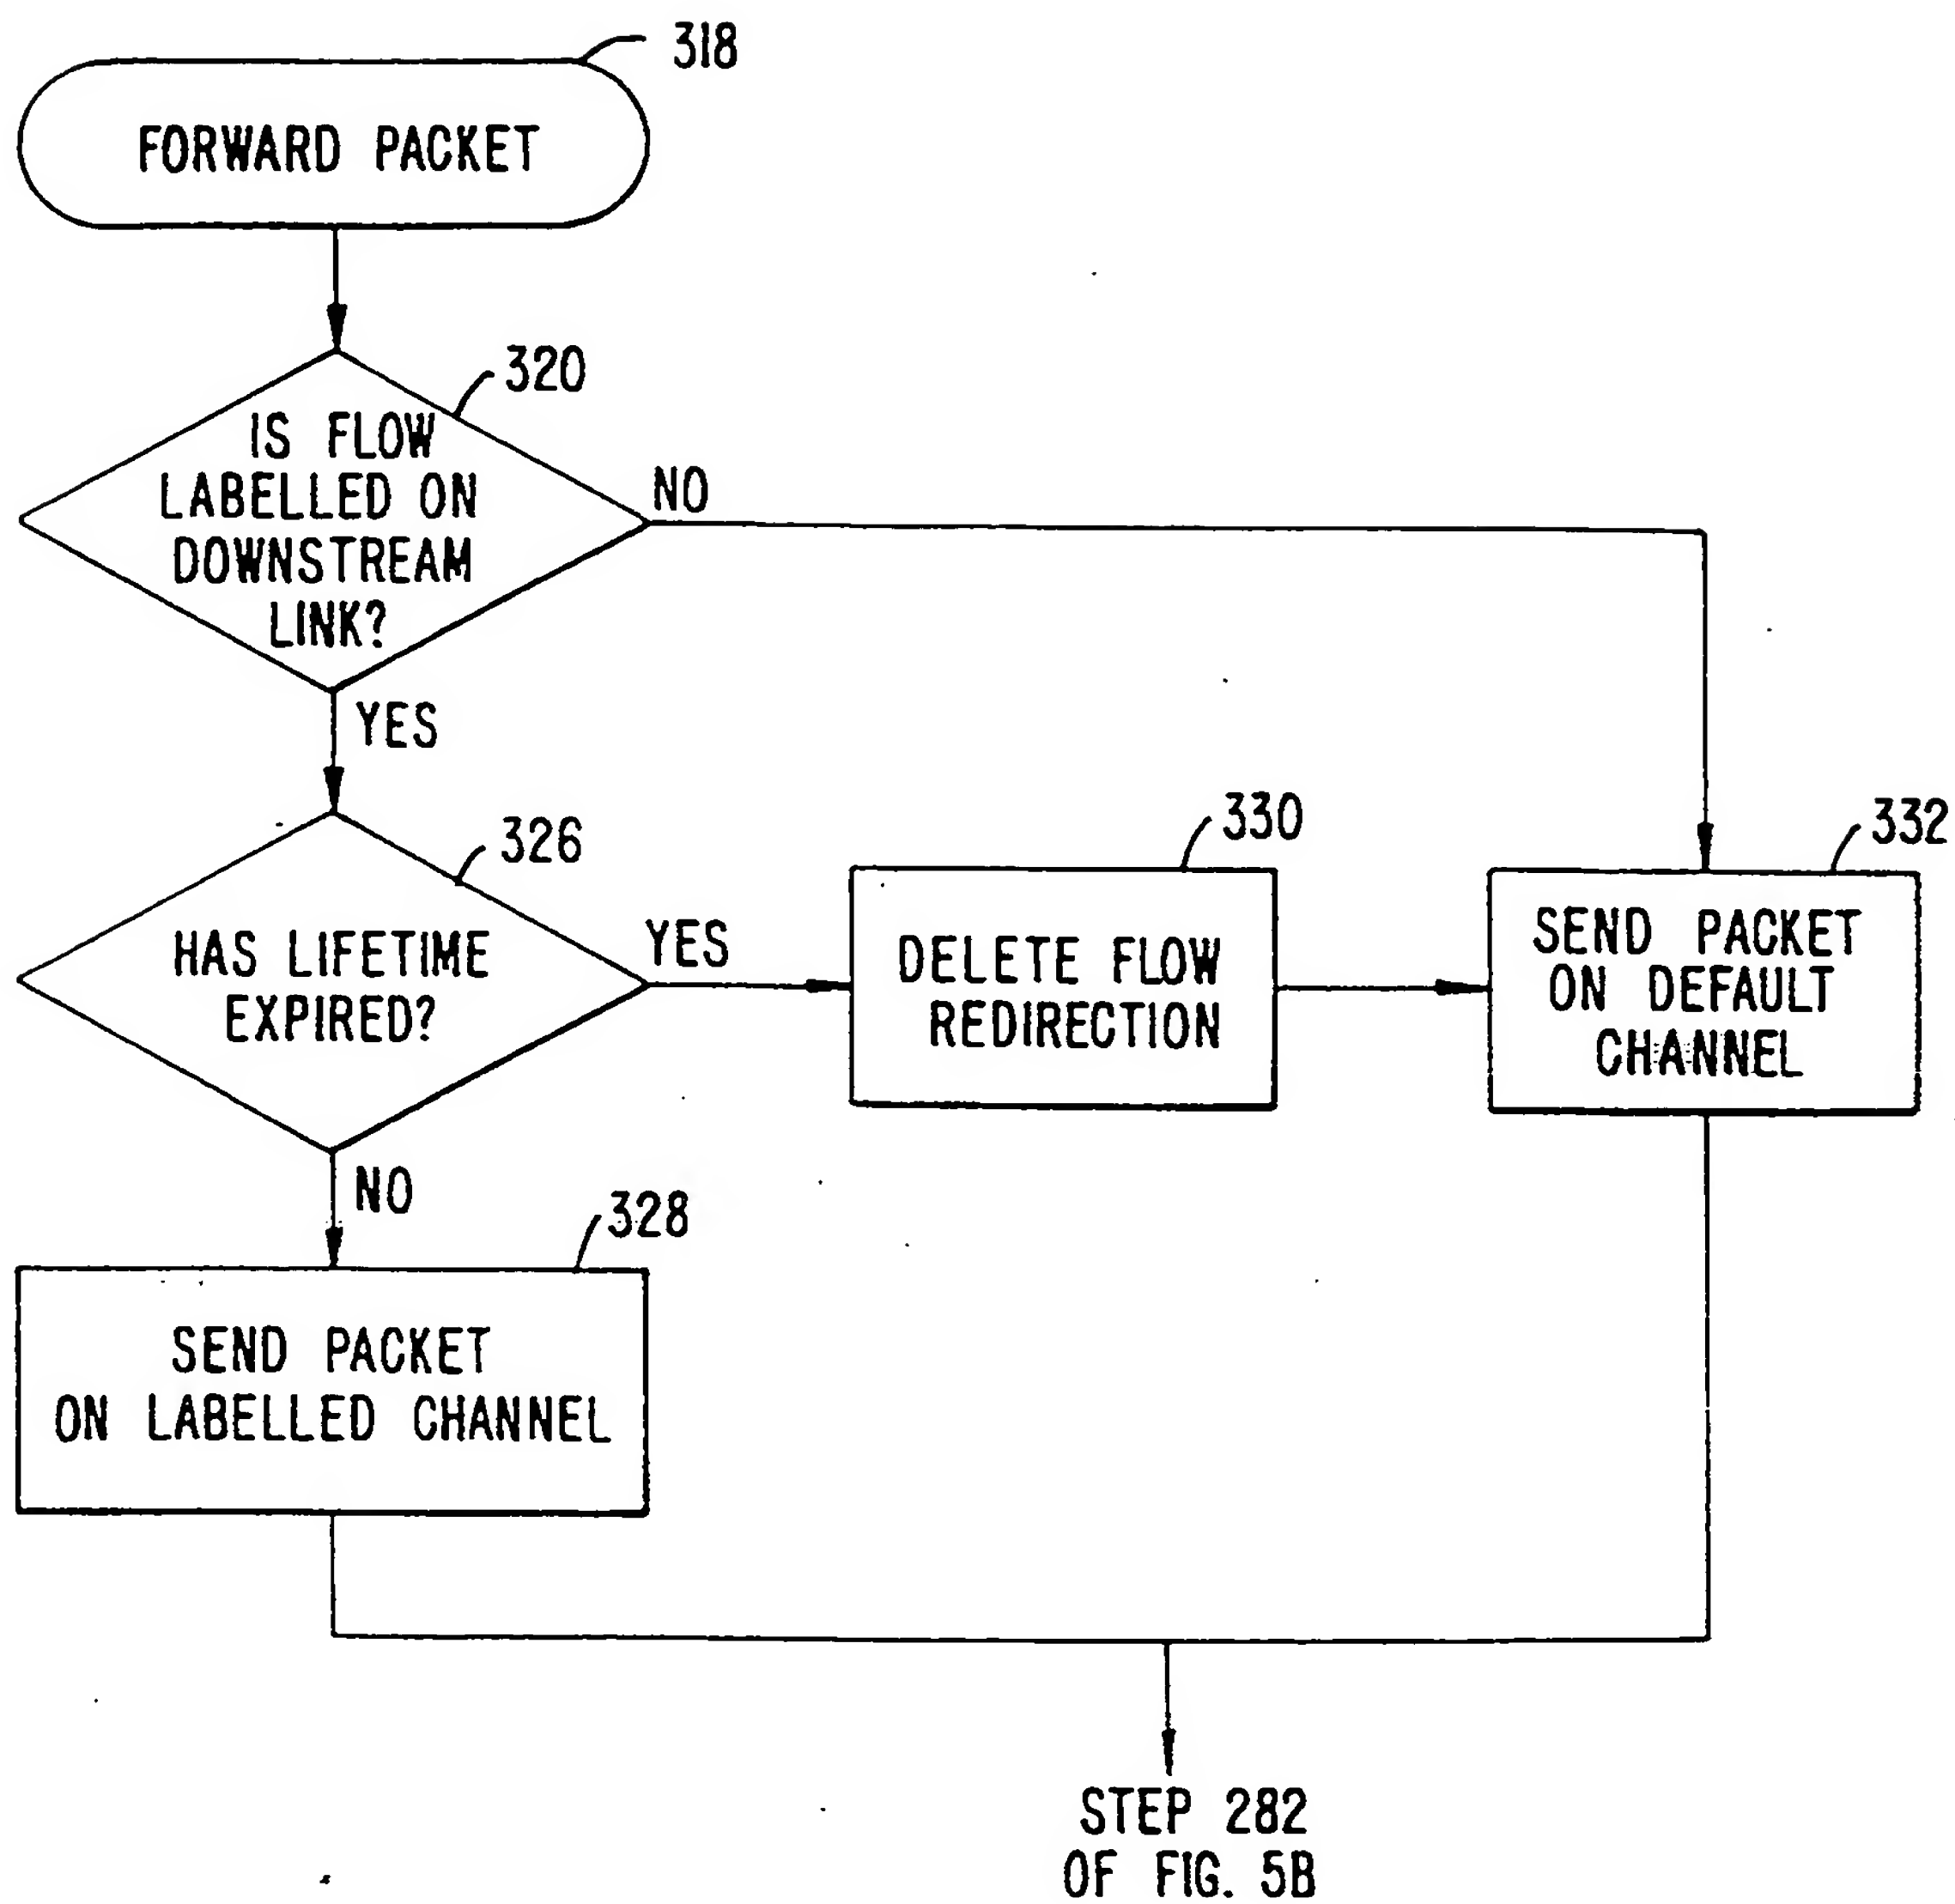 318
FORWARD PACKET
320
IS FLOW
LABELLED ON
DOWNSTREAM
LINK?
NO
YES
326
HAS LIFETIME
EXPIRED?
YES
330
DELETE FLOW
REDIRECTION
332
SEND PACKET
ON DEFAULT
CHANNEL
NO
328
SEND PACKET
ON LABELLED CHANNEL
STEP 282
OF FIG. 5B